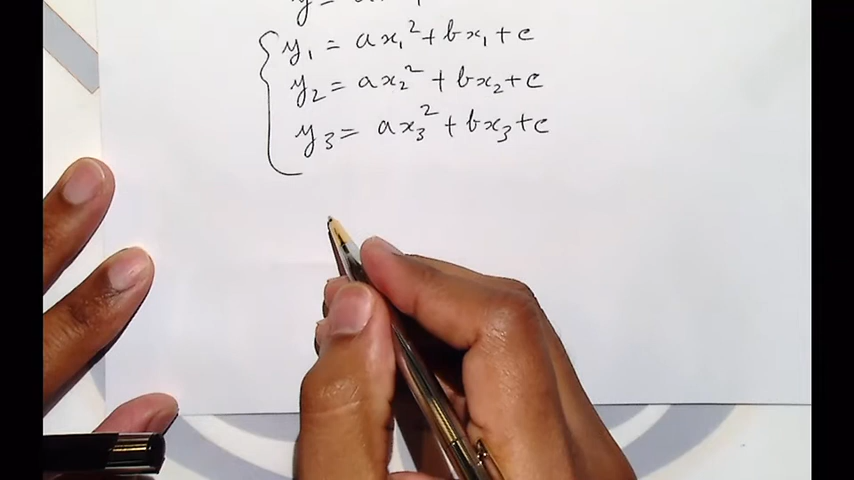 y =
y₁ = ax₁² + bx₁ + c
y₂ = ax₂² + bx₂ + c
y₃ = ax₃² + bx₃ + c